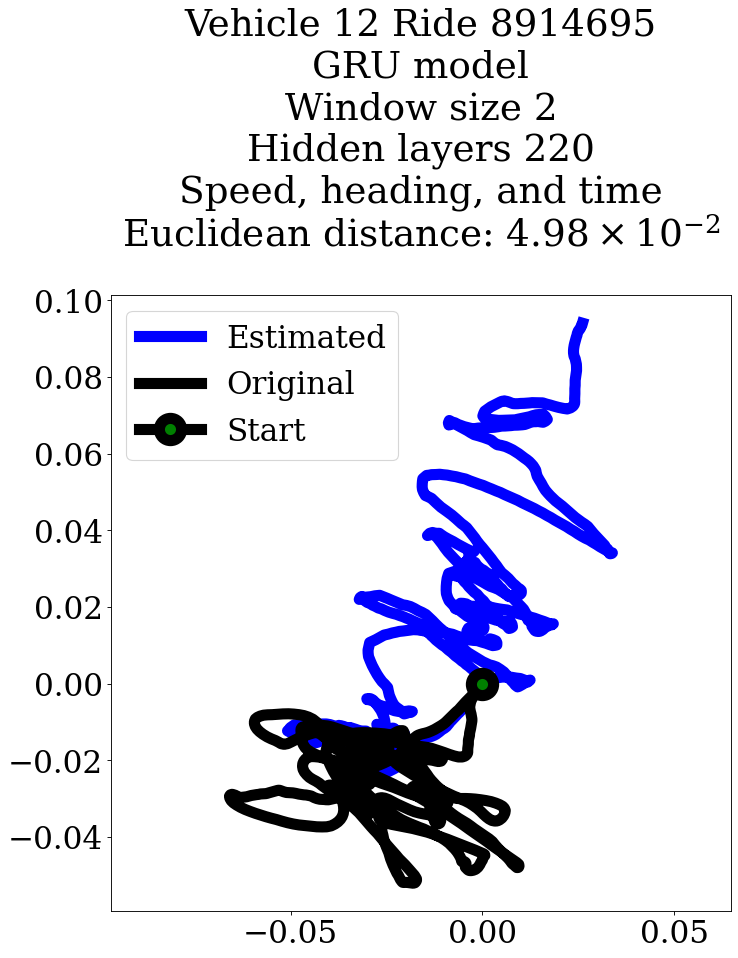 Vehicle 12 Ride 8914695
GRU model
Window size 2
Hidden layers 220
Speed, heading, and time
Euclidean distance: 4.98 × 10⁻²
0.10
0.08
0.06
0.04
0.02
0.00
−0.02
−0.04
Estimated
Original
Start
−0.05
0.00
0.05